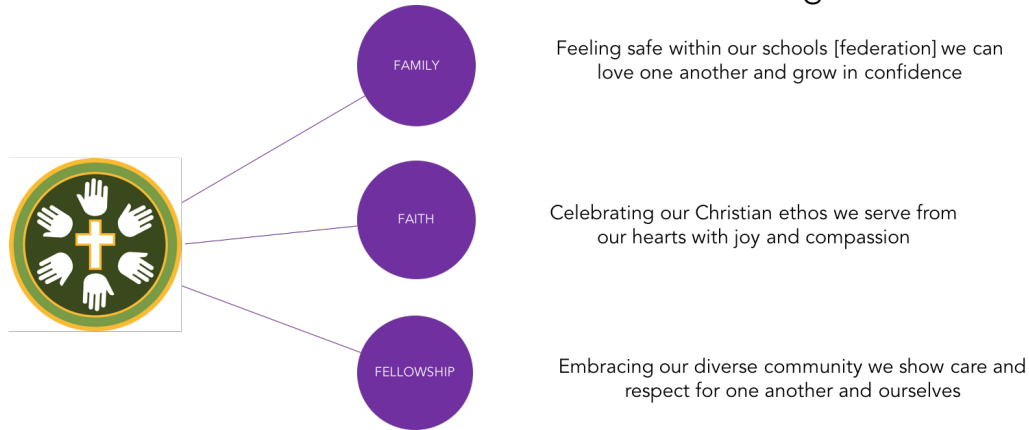 FAMILY
Feeling safe within our schools [federation] we can
love one another and grow in confidence
FAITH
Celebrating our Christian ethos we serve from
our hearts with joy and compassion
FELLOWSHIP
Embracing our diverse community we show care and
respect for one another and ourselves